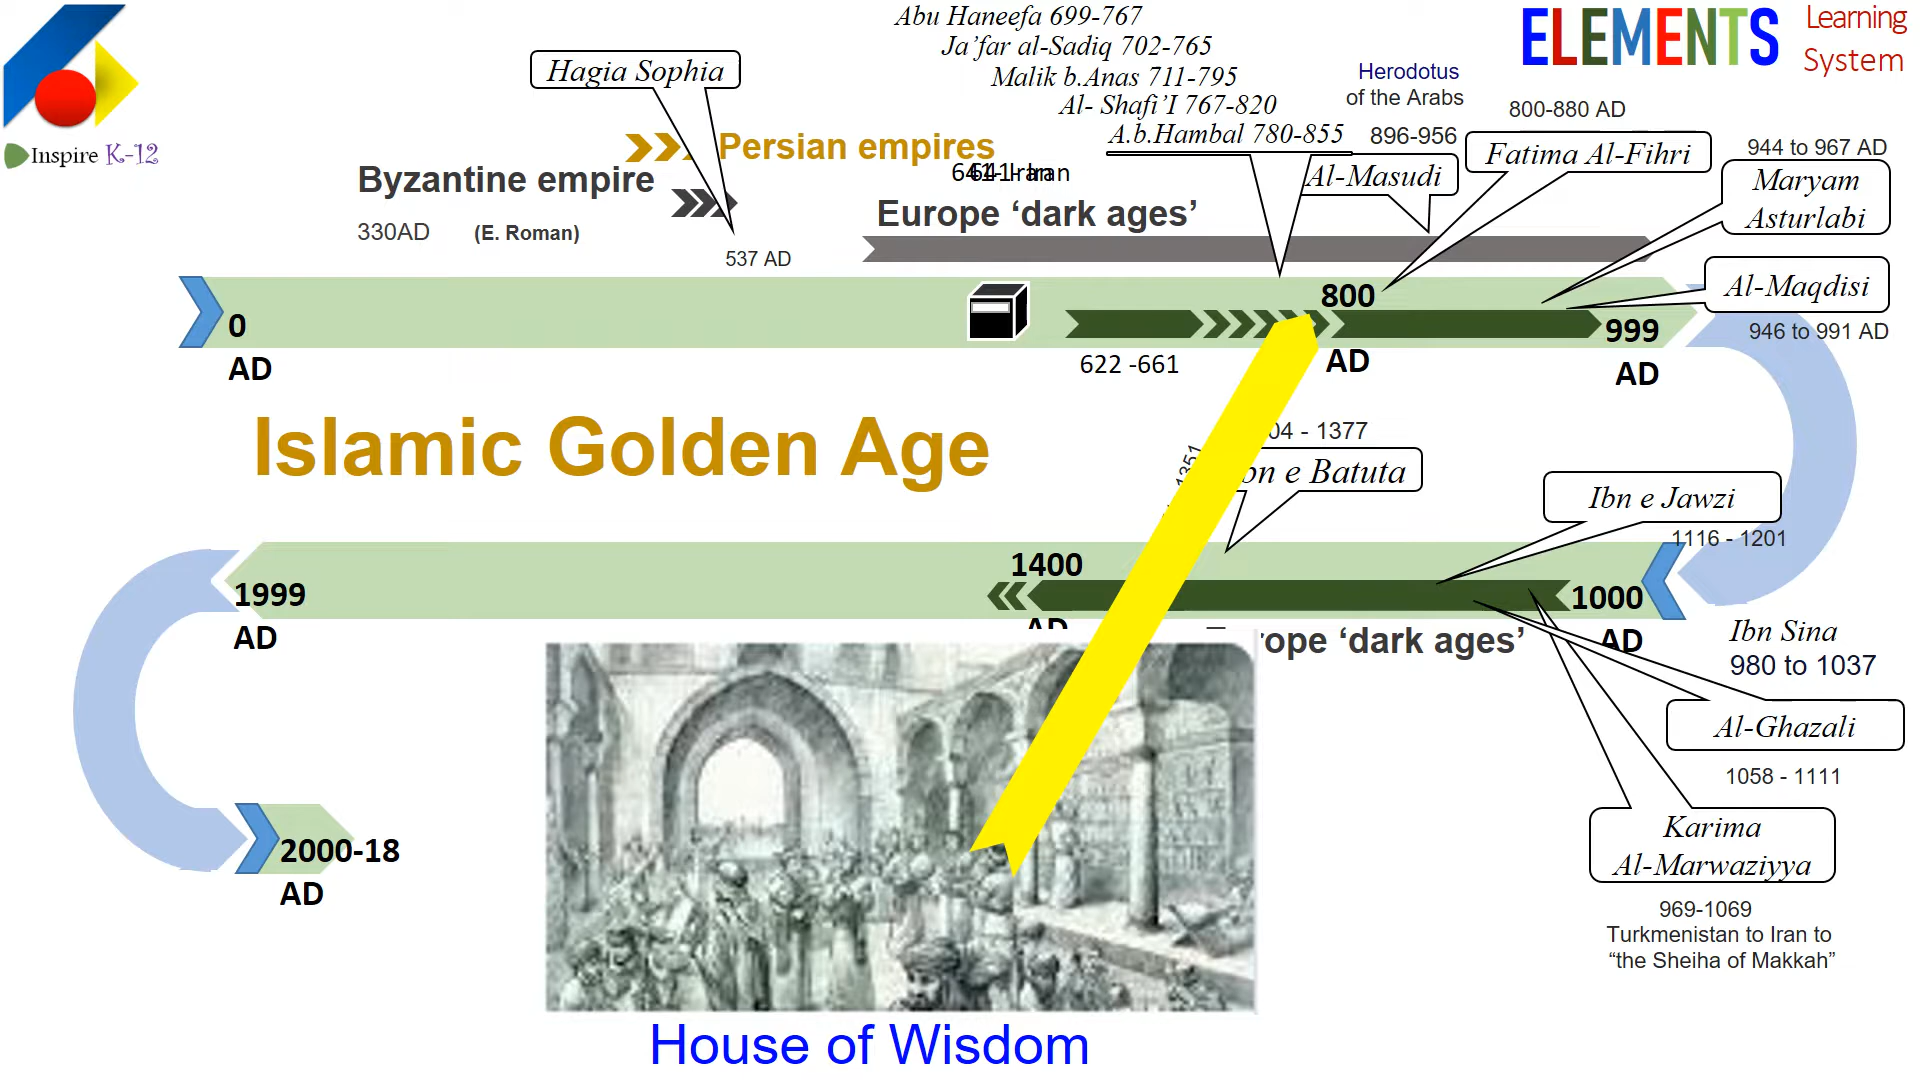 Abu Haneefa 699-767
Ja’far al-Sadiq 702-765
Malik b.Anas 711-795
Al- Shafi’I 767-820
A.b.Hambal 780-855
ELEMENTS
Learning
System
Inspire K-12
Hagia Sophia
Persian empires
641-Iran
Byzantine empire
330AD
(E. Roman)
537 AD
Europe ‘dark ages’
Herodotus
of the Arabs
896-956
Al-Masudi
800-880 AD
Fatima Al-Fihri
944 to 967 AD
Maryam
Asturlabi
Al-Maqdisi
946 to 991 AD
0
AD
622 -661
800
AD
999
AD
Islamic Golden Age
04 - 1377
1351
bn e Batuta
Ibn e Jawzi
1116 - 1201
1999
AD
1400
AD
1000
AD
rope ‘dark ages’
Ibn Sina
980 to 1037
Al-Ghazali
1058 - 1111
Karima
Al-Marwaziyya
969-1069
Turkmenistan to Iran to
“the Sheiha of Makkah”
2000-18
AD
House of Wisdom